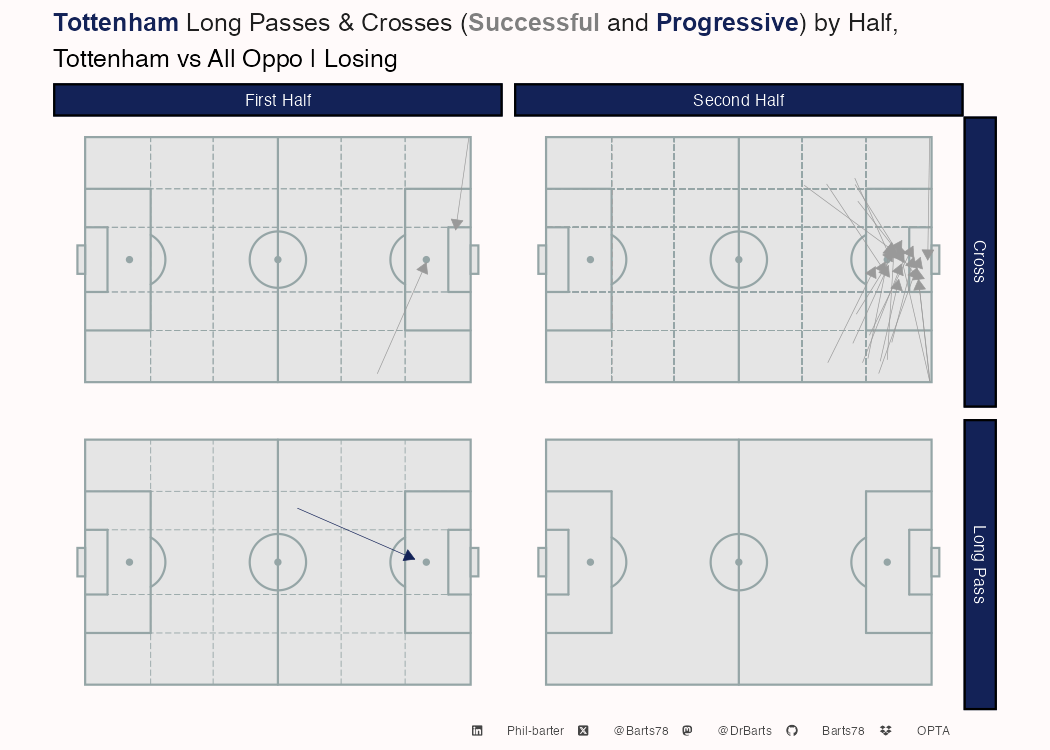 Tottenham Long Passes & Crosses (Successful and Progressive) by Half,
Tottenham vs All Oppo | Losing
First Half
Second Half
Cross
Long Pass
Phil-barter @Barts78 @DrBarts Barts78 OPTA